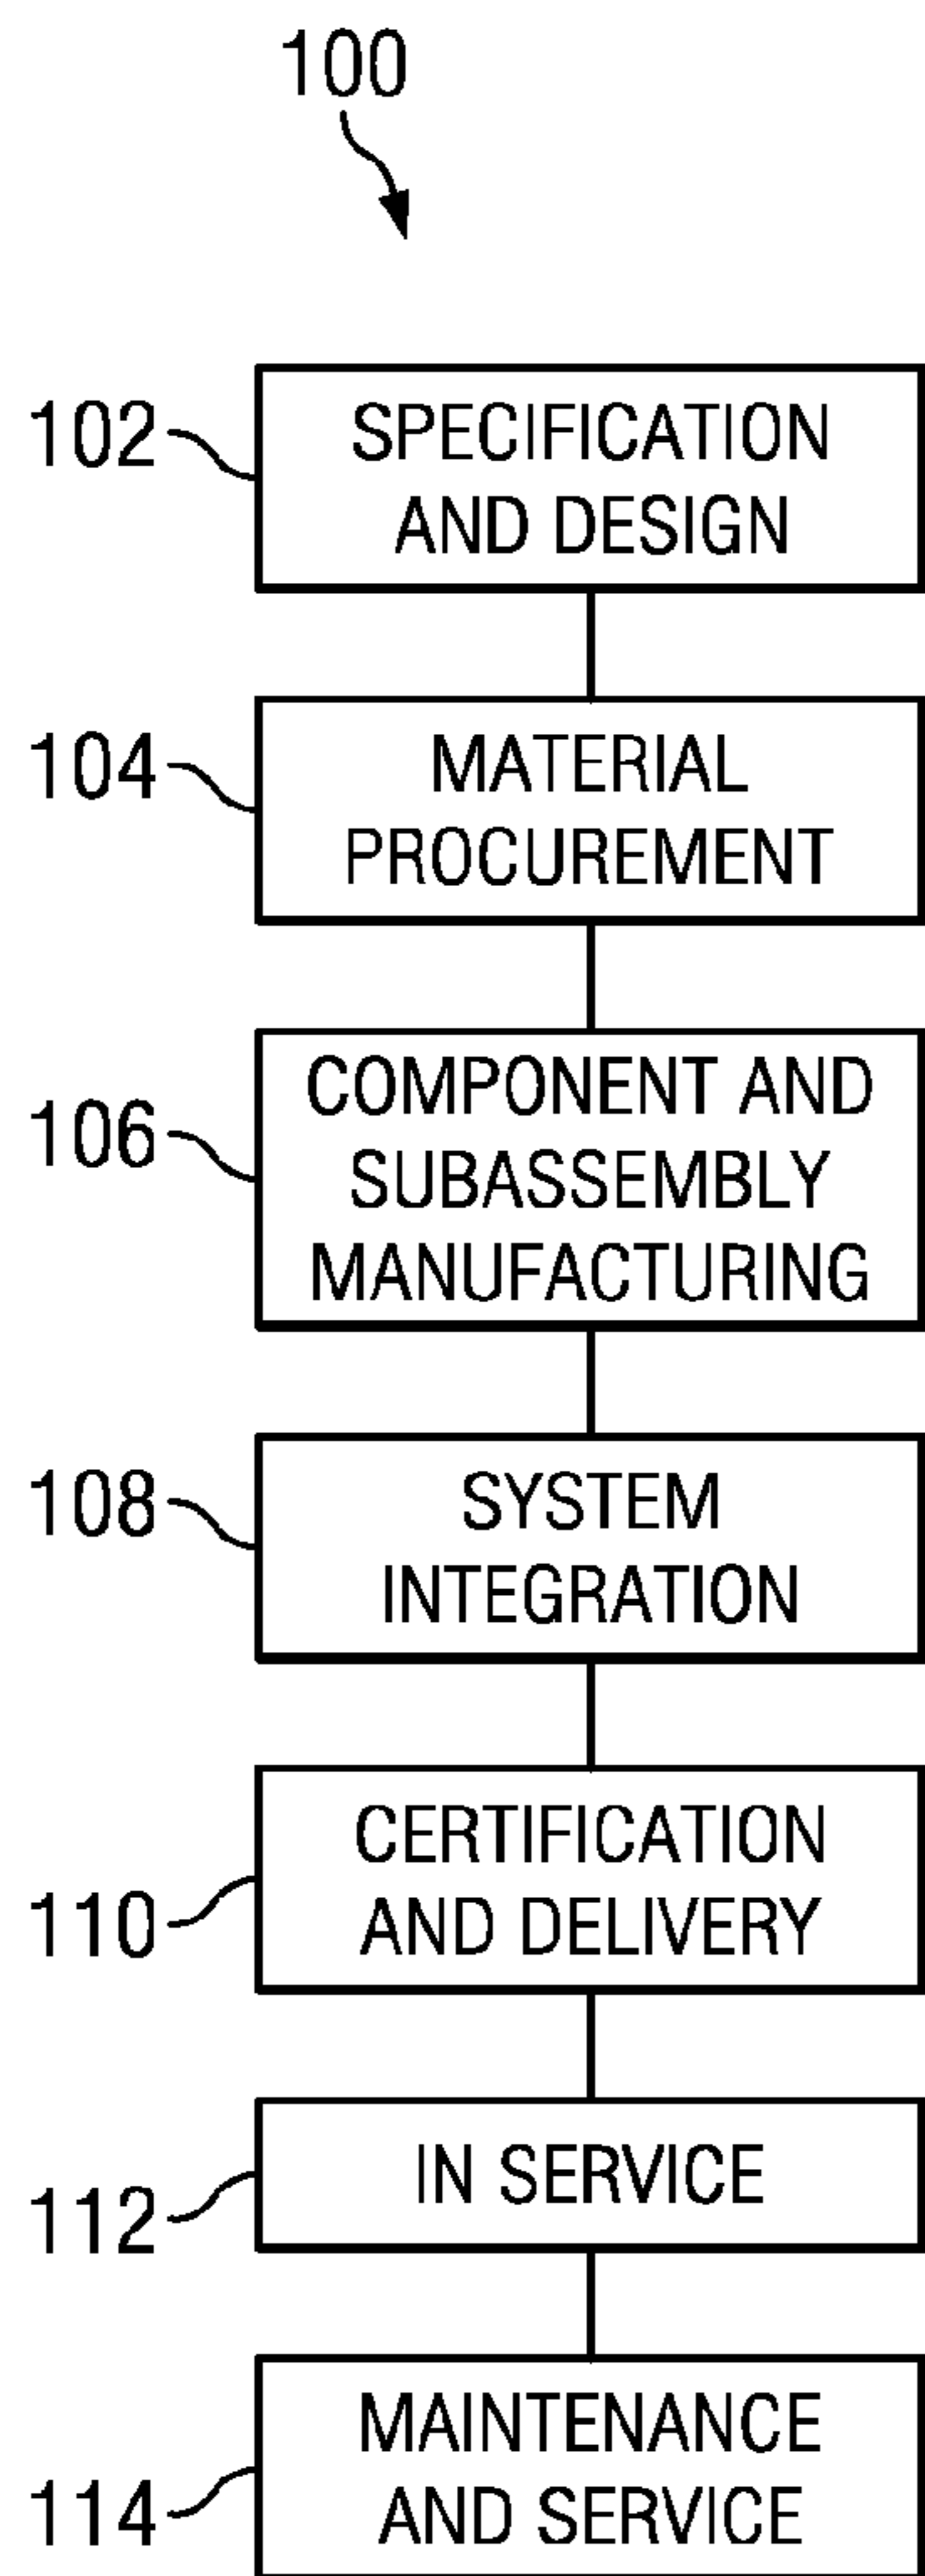 100
102
SPECIFICATION
AND DESIGN
104
MATERIAL
PROCUREMENT
106
COMPONENT AND
SUBASSEMBLY
MANUFACTURING
108
SYSTEM
INTEGRATION
110
CERTIFICATION
AND DELIVERY
112
IN SERVICE
114
MAINTENANCE
AND SERVICE